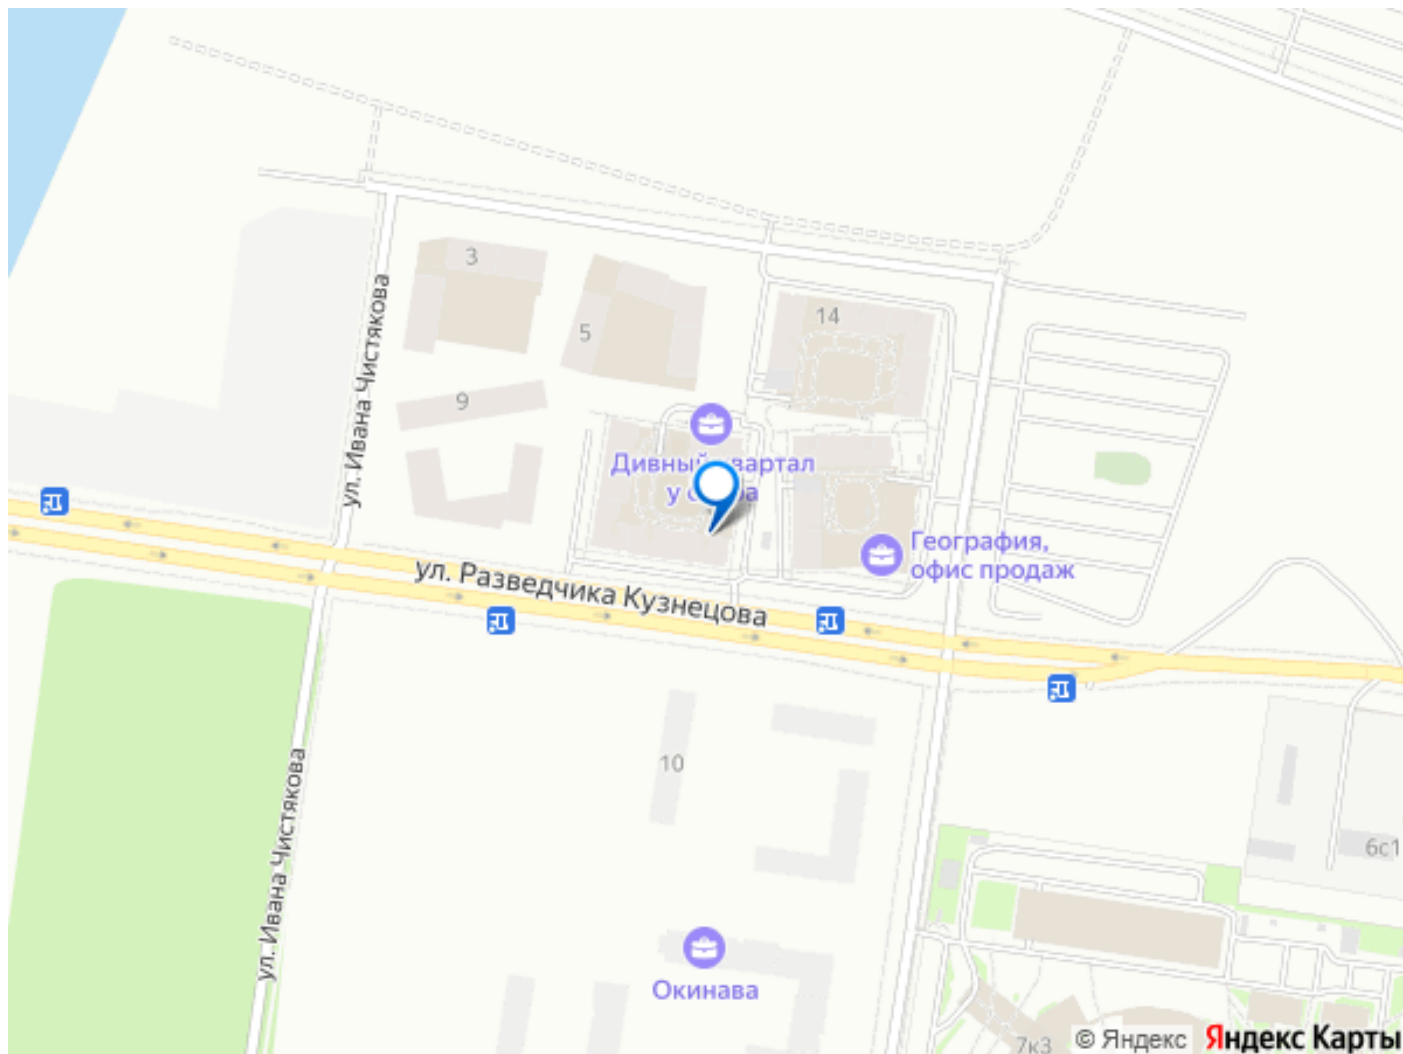 3
14
5
ул. Ивана Чистякова
9
Дивный квартал
География,
офис продаж
ул. Разведчика Кузнецова
10
ул. Ивана Чистякова
6с1
Окинава
7к3
© Яндекс
Яндекс Карты